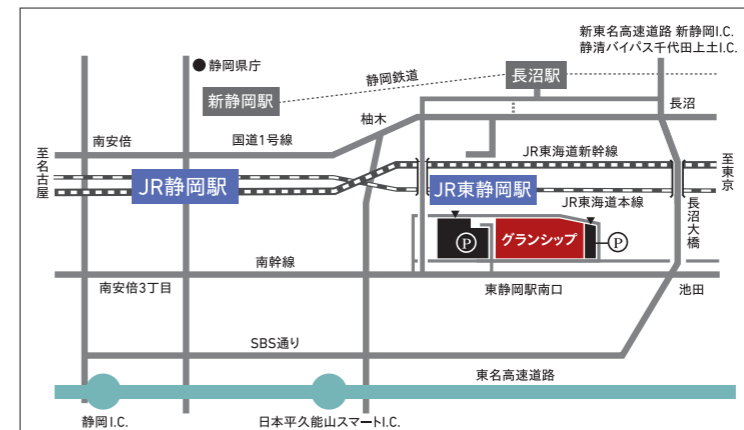 新東名高速道路 新静岡I.C.
静清バイパス千代田上土I.C.
静岡県庁
静岡鉄道
長沼駅
新静岡駅
柚木
長沼
南安倍
国道1号線
JR東海道新幹線
至名古屋
至東京
JR静岡駅
JR東静岡駅
JR東海道本線
長沼大橋
P
グランシップ
P
南幹線
南安倍3丁目
東静岡駅南口
池田
SBS通り
東名高速道路
静岡I.C.
日本平久能山スマートI.C.